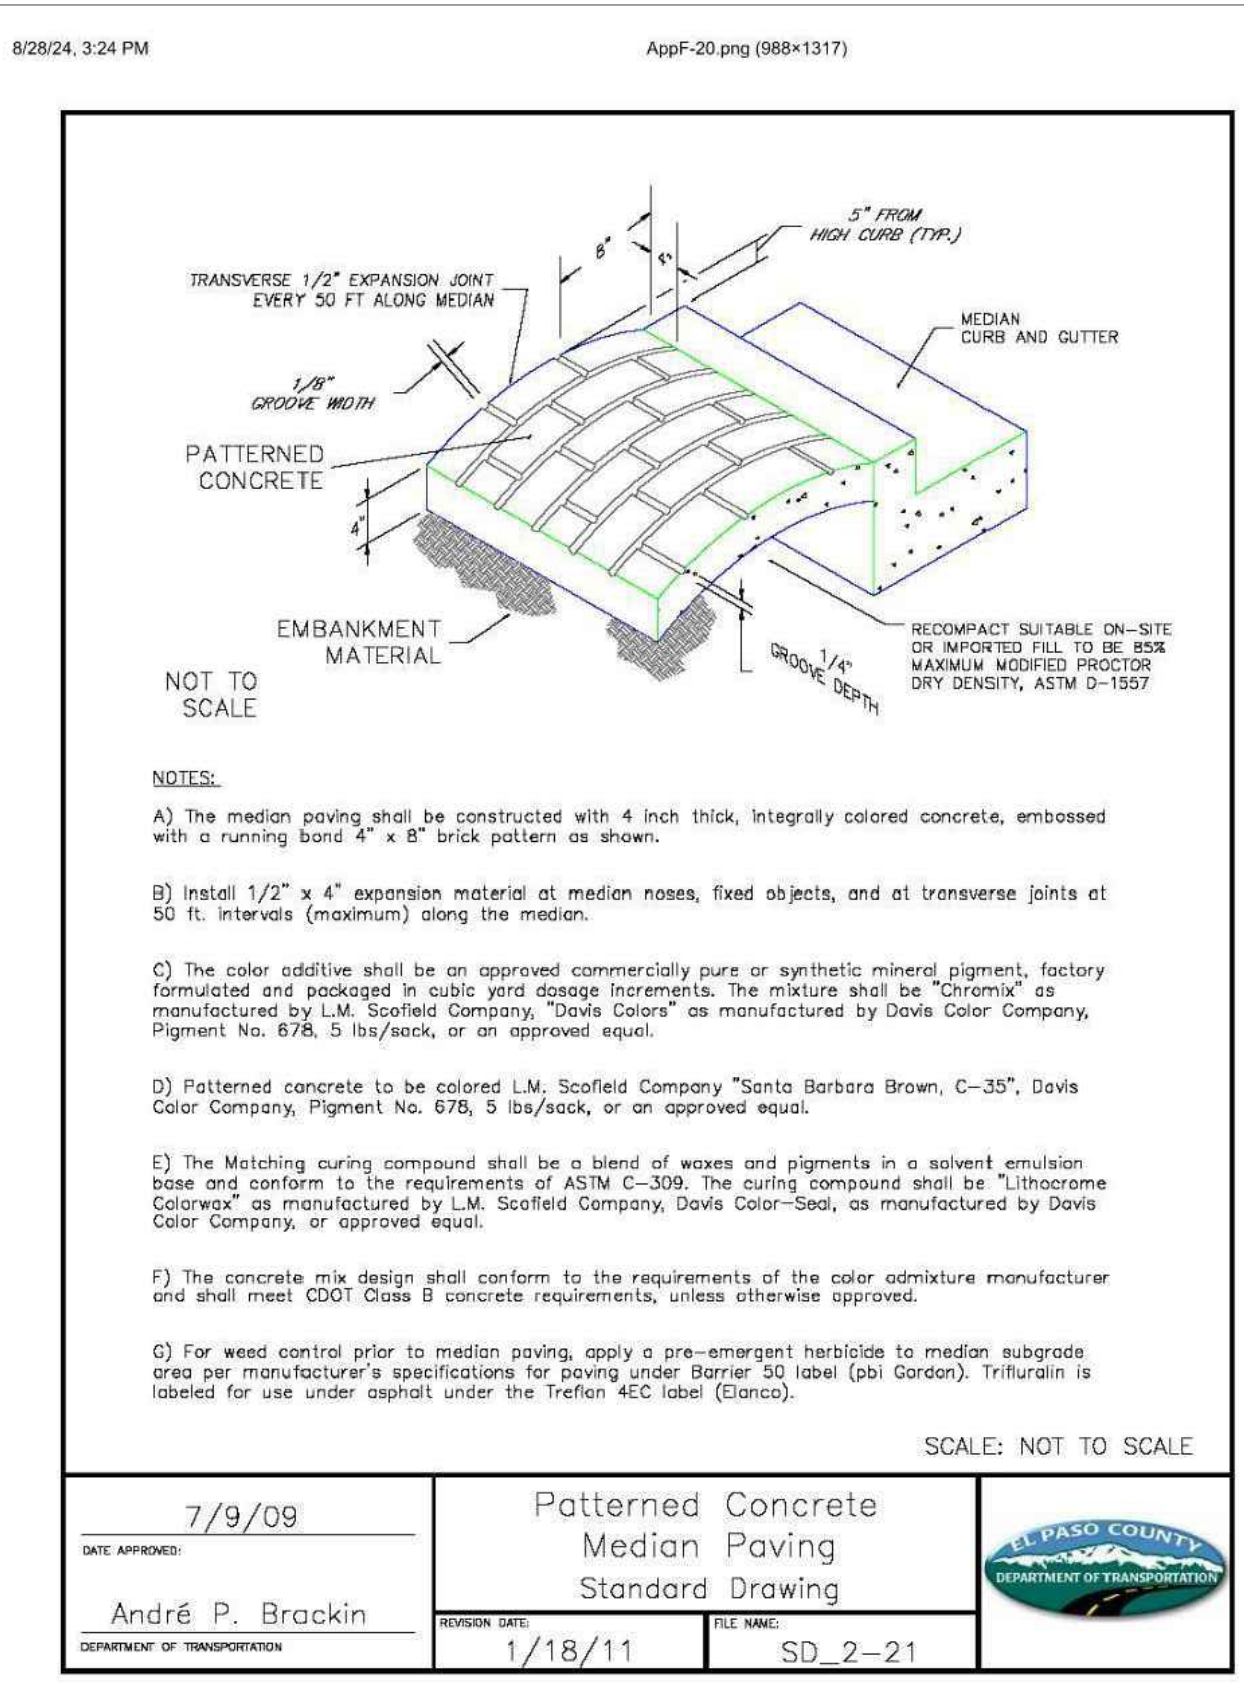 8/28/24, 3:24 PM
AppF-20.png (988×1317)
5" FROM
HIGH CURB (TYP.)
8"
TRANSVERSE 1/2" EXPANSION JOINT
EVERY 50 FT ALONG MEDIAN
MEDIAN
CURB AND GUTTER
1/8"
GROOVE WIDTH
PATTERNED
CONCRETE
4"
EMBANKMENT
MATERIAL
NOT TO
SCALE
1/4"
GROOVE DEPTH
RECOMPACT SUITABLE ON-SITE
OR IMPORTED FILL TO BE 85%
MAXIMUM MODIFIED PROCTOR
DRY DENSITY, ASTM D-1557
NOTES:
A) The median paving shall be constructed with 4 inch thick, integrally colored concrete, embossed
with a running bond 4" x 8" brick pattern as shown.
B) Install 1/2" x 4" expansion material at median noses, fixed objects, and at transverse joints at
50 ft. intervals (maximum) along the median.
C) The color additive shall be an approved commercially pure or synthetic mineral pigment, factory
formulated and packaged in cubic yard dosage increments. The mixture shall be "Chromix" as
manufactured by L.M. Scofield Company, "Davis Colors" as manufactured by Davis Color Company,
Pigment No. 678, 5 lbs/sack, or an approved equal.
D) Patterned concrete to be colored L.M. Scofield Company "Santa Barbara Brown, C-35", Davis
Color Company, Pigment No. 678, 5 lbs/sack, or an approved equal.
E) The Matching curing compound shall be a blend of waxes and pigments in a solvent emulsion
base and conform to the requirements of ASTM C-309. The curing compound shall be "Lithocrome
Colorwax" as manufactured by L.M. Scofield Company, Davis Color-Seal, as manufactured by Davis
Color Company, or approved equal.
F) The concrete mix design shall conform to the requirements of the color admixture manufacturer
and shall meet CDOT Class B concrete requirements, unless otherwise approved.
G) For weed control prior to median paving, apply a pre-emergent herbicide to median subgrade
area per manufacturer's specifications for paving under Barrier 50 label (pbi Gordon). Trifluralin is
labeled for use under asphalt under the Treflan 4EC label (Elanco).
SCALE: NOT TO SCALE
7/9/09
DATE APPROVED:
André P. Brackin
DEPARTMENT OF TRANSPORTATION
Patterned Concrete
Median Paving
Standard Drawing
REVISION DATE:
1/18/11
FILE NAME:
SD_2-21
EL PASO COUNTY
DEPARTMENT OF TRANSPORTATION